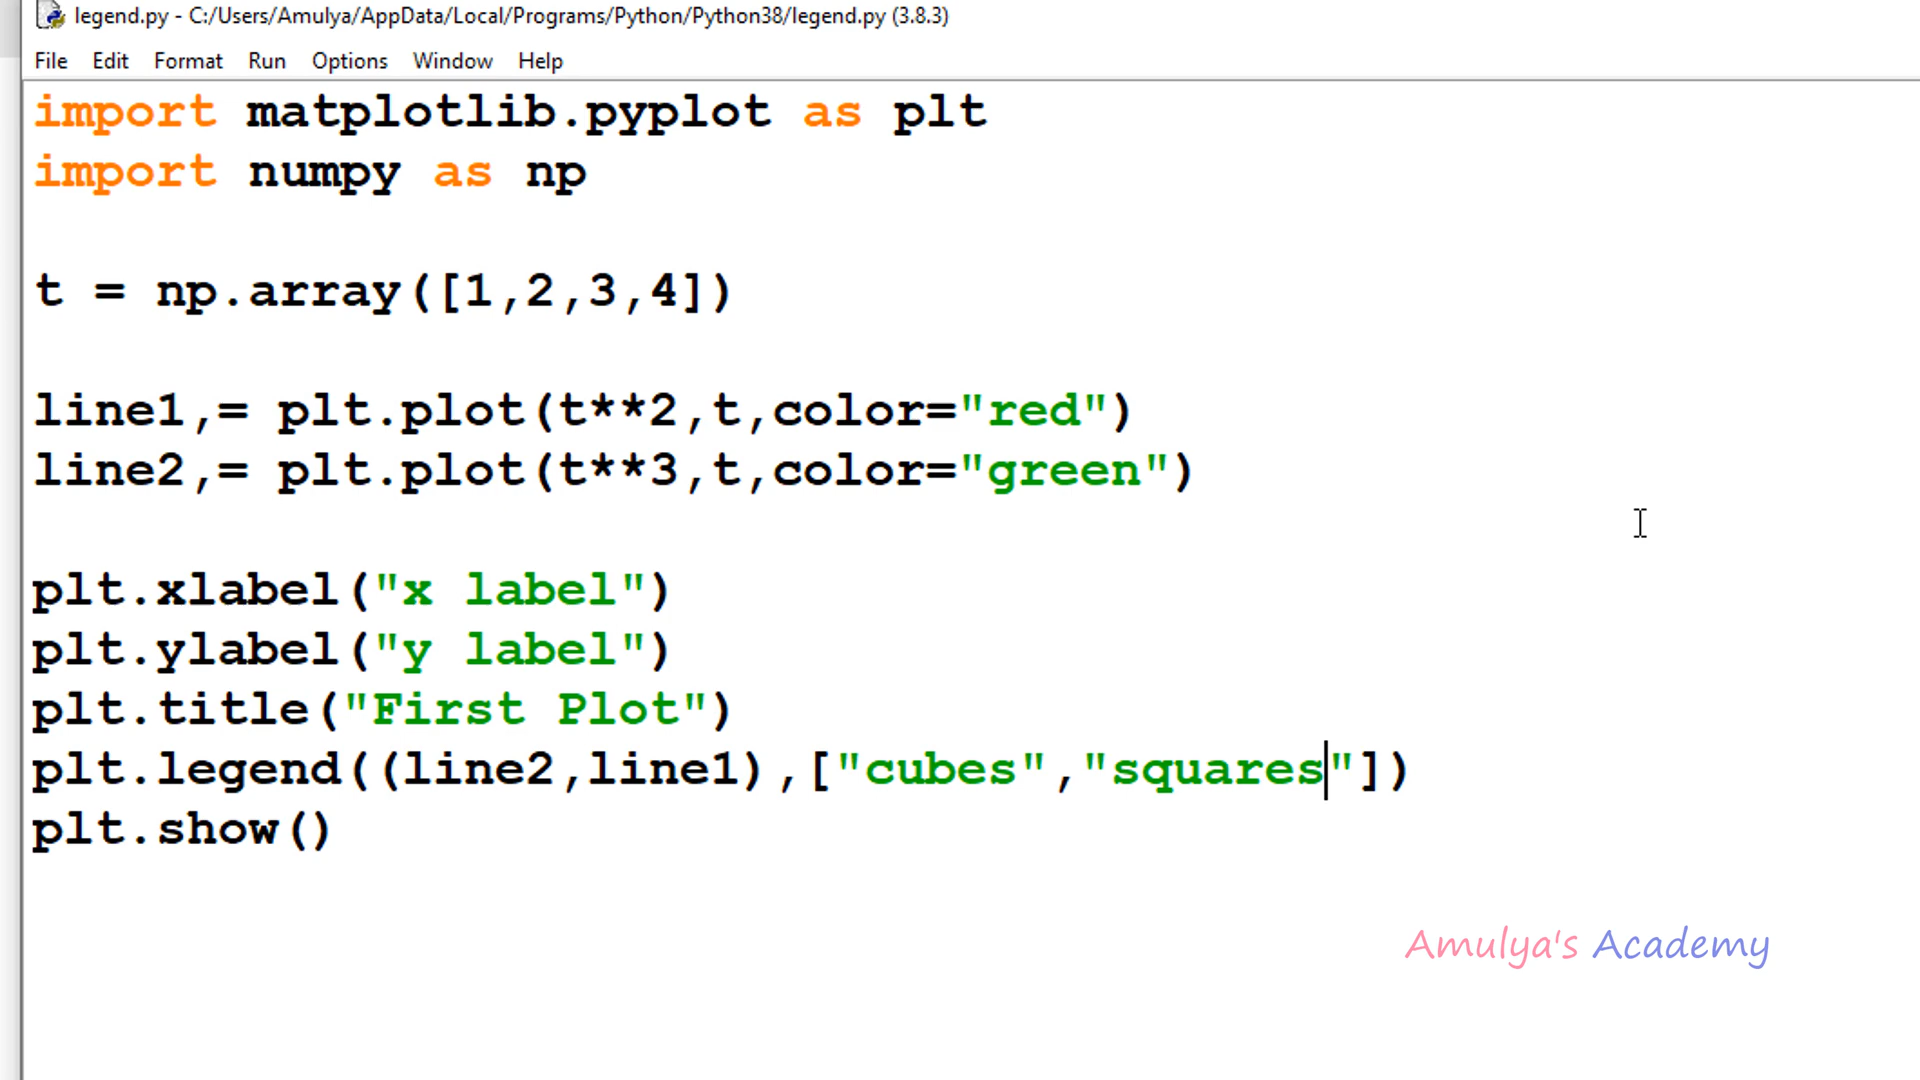 legend.py - C:/Users/Amulya/AppData/Local/Programs/Python/Python38/legend.py (3.8.3)
File Edit Format Run Options Window Help
import matplotlib.pyplot as plt
import numpy as np
t = np.array([1,2,3,4])
line1,= plt.plot(t**2,t,color="red")
line2,= plt.plot(t**3,t,color="green")
plt.xlabel("x label")
plt.ylabel("y label")
plt.title("First Plot")
plt.legend((line2,line1),["cubes","squares"])
plt.show()
Amulya's Academy